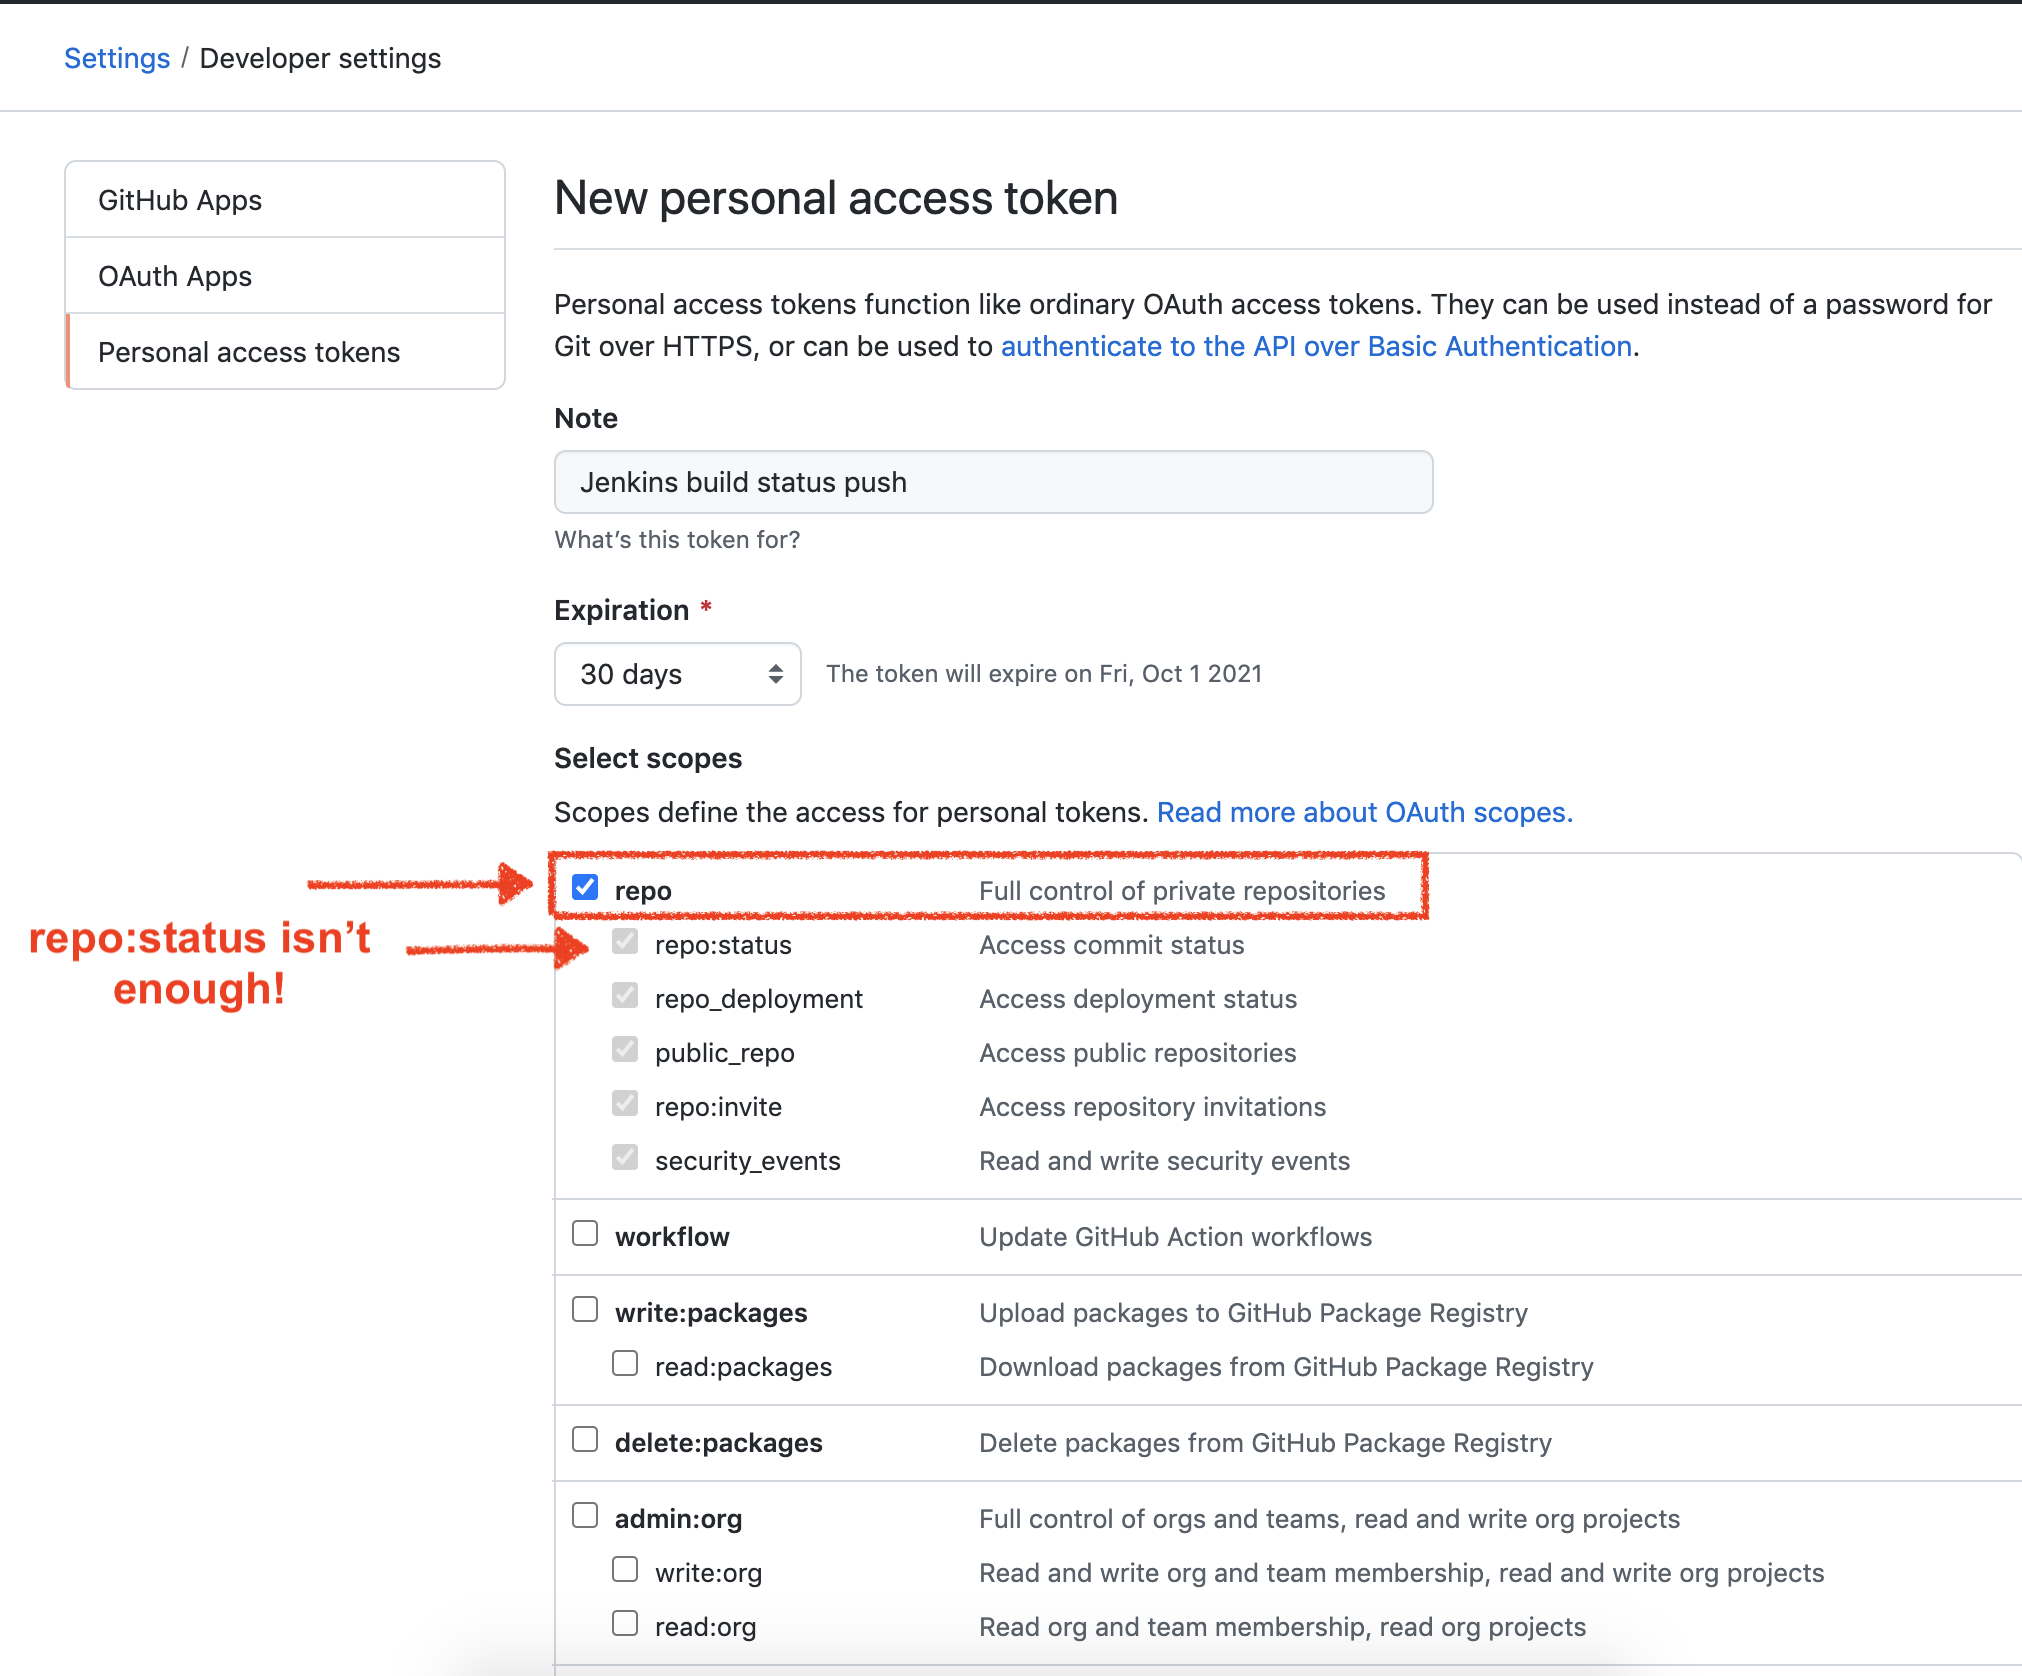 Settings / Developer settings
GitHub Apps
OAuth Apps
Personal access tokens
New personal access token
Personal access tokens function like ordinary OAuth access tokens. They can be used instead of a password for
Git over HTTPS, or can be used to authenticate to the API over Basic Authentication.
Note
Jenkins build status push
What's this token for?
Expiration *
30 days The token will expire on Fri, Oct 1 2021
Select scopes
Scopes define the access for personal tokens. Read more about OAuth scopes.
repo Full control of private repositories
repo:status isn't
enough!
repo:status Access commit status
repo_deployment Access deployment status
public_repo Access public repositories
repo:invite Access repository invitations
security_events Read and write security events
workflow Update GitHub Action workflows
write:packages Upload packages to GitHub Package Registry
read:packages Download packages from GitHub Package Registry
delete:packages Delete packages from GitHub Package Registry
admin:org Full control of orgs and teams, read and write org projects
write:org Read and write org and team membership, read and write org projects
read:org Read org and team membership, read org projects